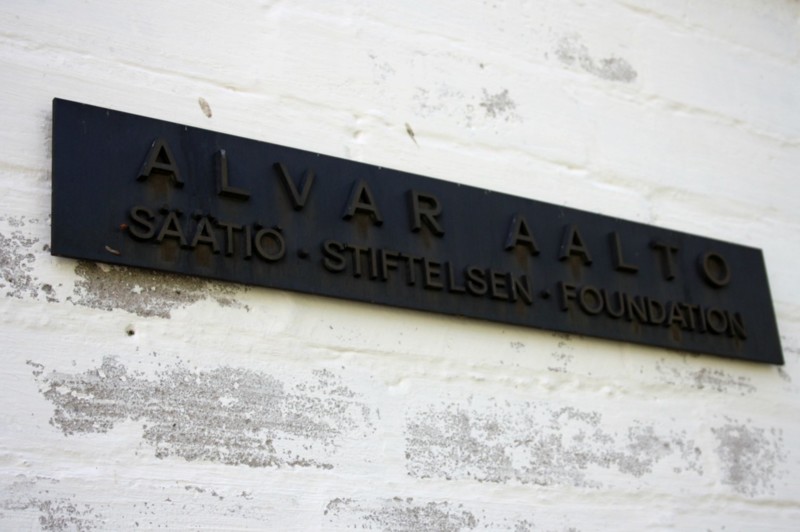 ALVAR AALTO
SÄÄTIÖ · STIFTELSEN · FOUNDATION